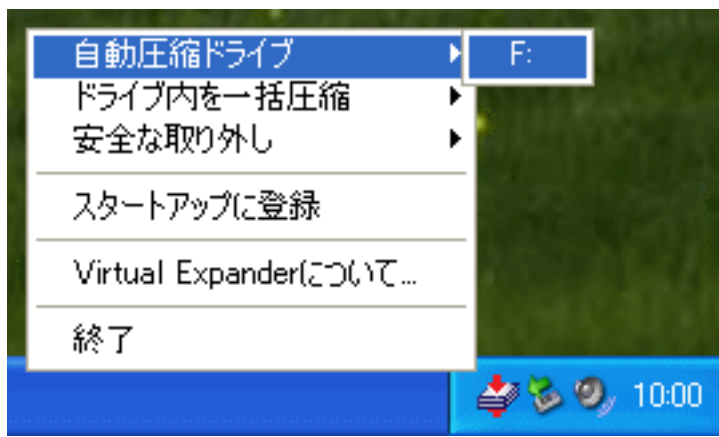 自動圧縮ドライブ
F:
ドライブ内を一括圧縮
安全な取り外し
スタートアップに登録
Virtual Expanderについて...
終了
10:00